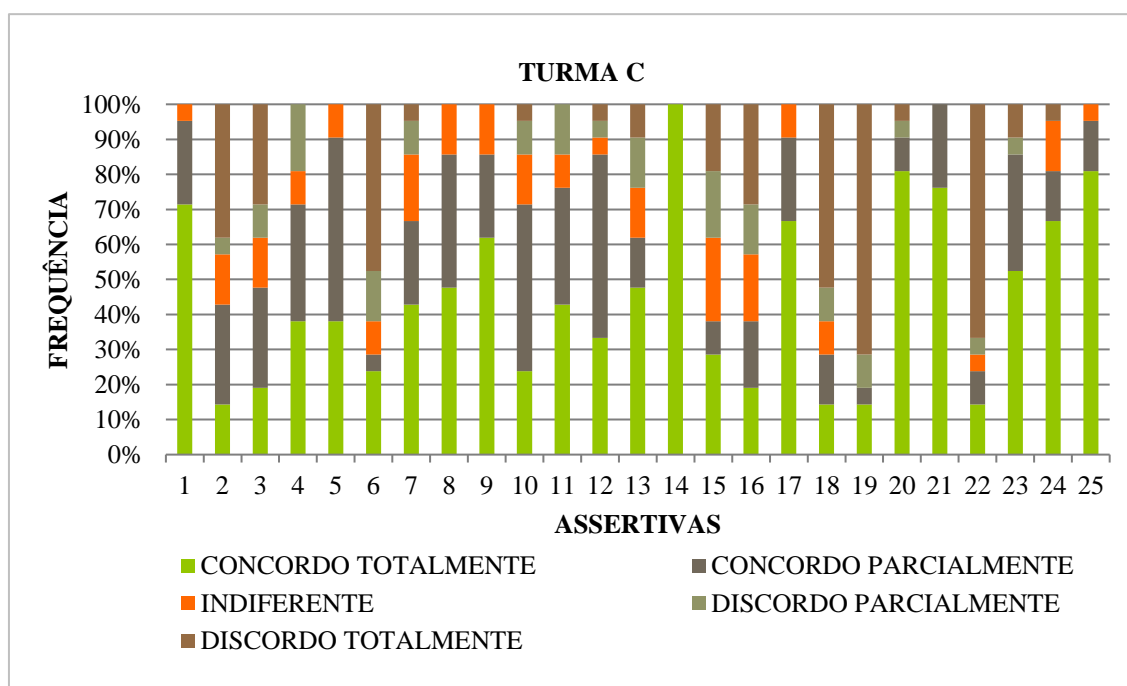 TURMA C
FREQUÊNCIA
100%
90%
80%
70%
60%
50%
40%
30%
20%
10%
0%
1 2 3 4 5 6 7 8 9 10 11 12 13 14 15 16 17 18 19 20 21 22 23 24 25
ASSERTIVAS
CONCORDO TOTALMENTE CONCORDO PARCIALMENTE
INDIFERENTE DISCORDO PARCIALMENTE
DISCORDO TOTALMENTE